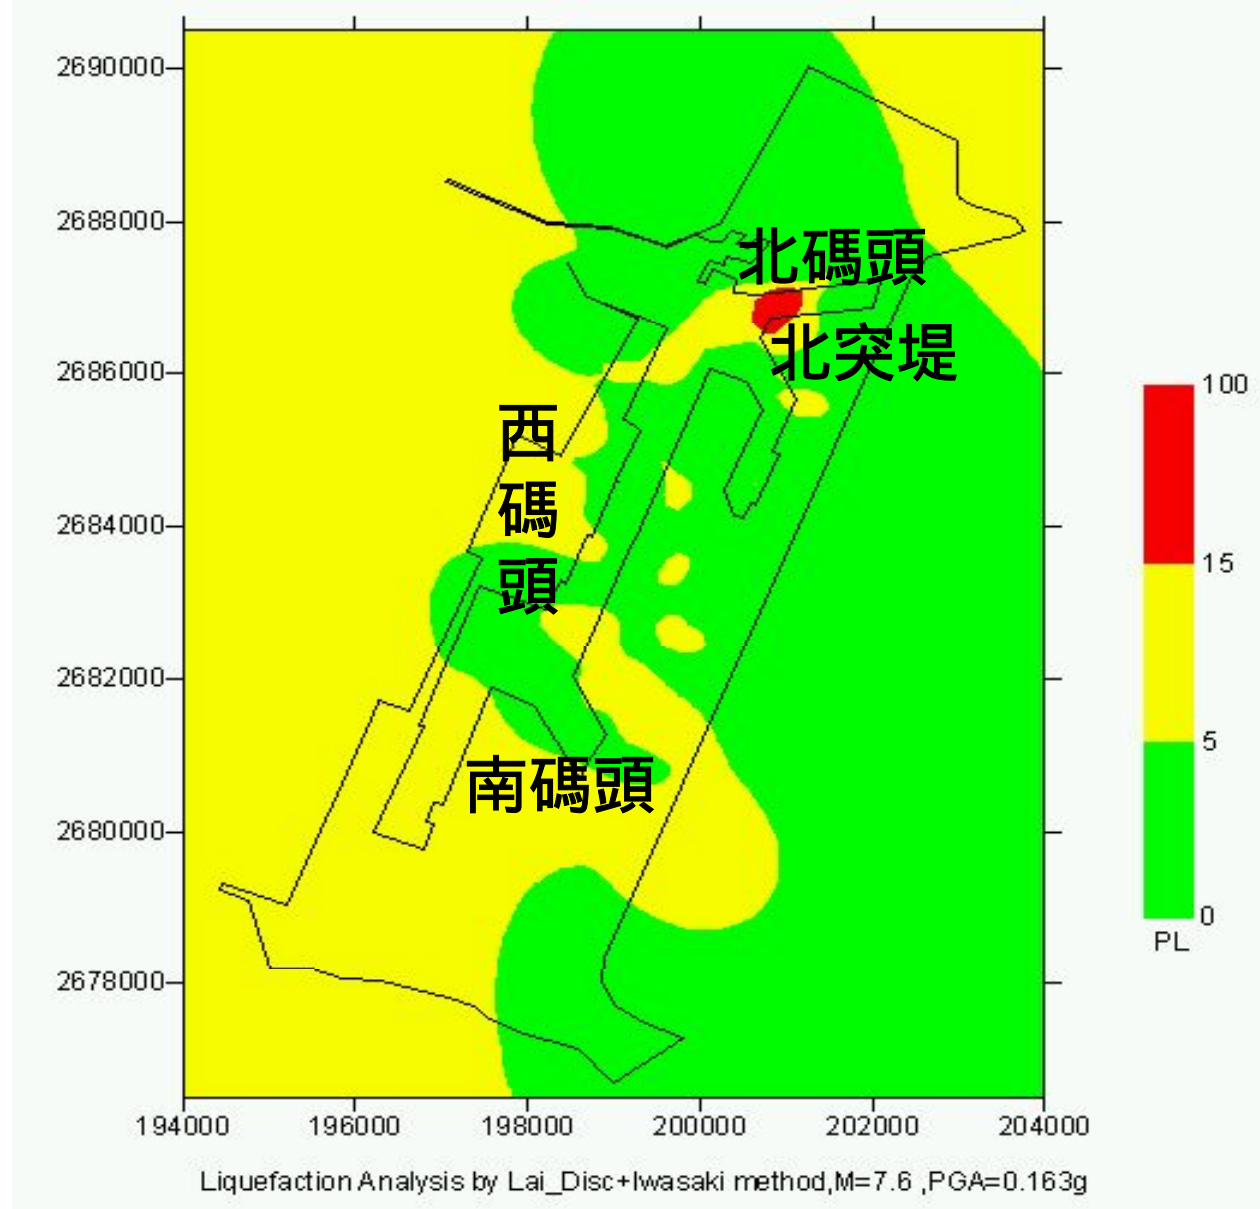 2690000
2688000
2686000
2684000
2682000
2680000
2678000
北碼頭
北突堤
西
碼
頭
南碼頭
100
15
5
0
PL
194000 196000 198000 200000 202000 204000
Liquefaction Analysis by Lai_Disc+Iwasaki method,M=7.6 ,PGA=0.163g